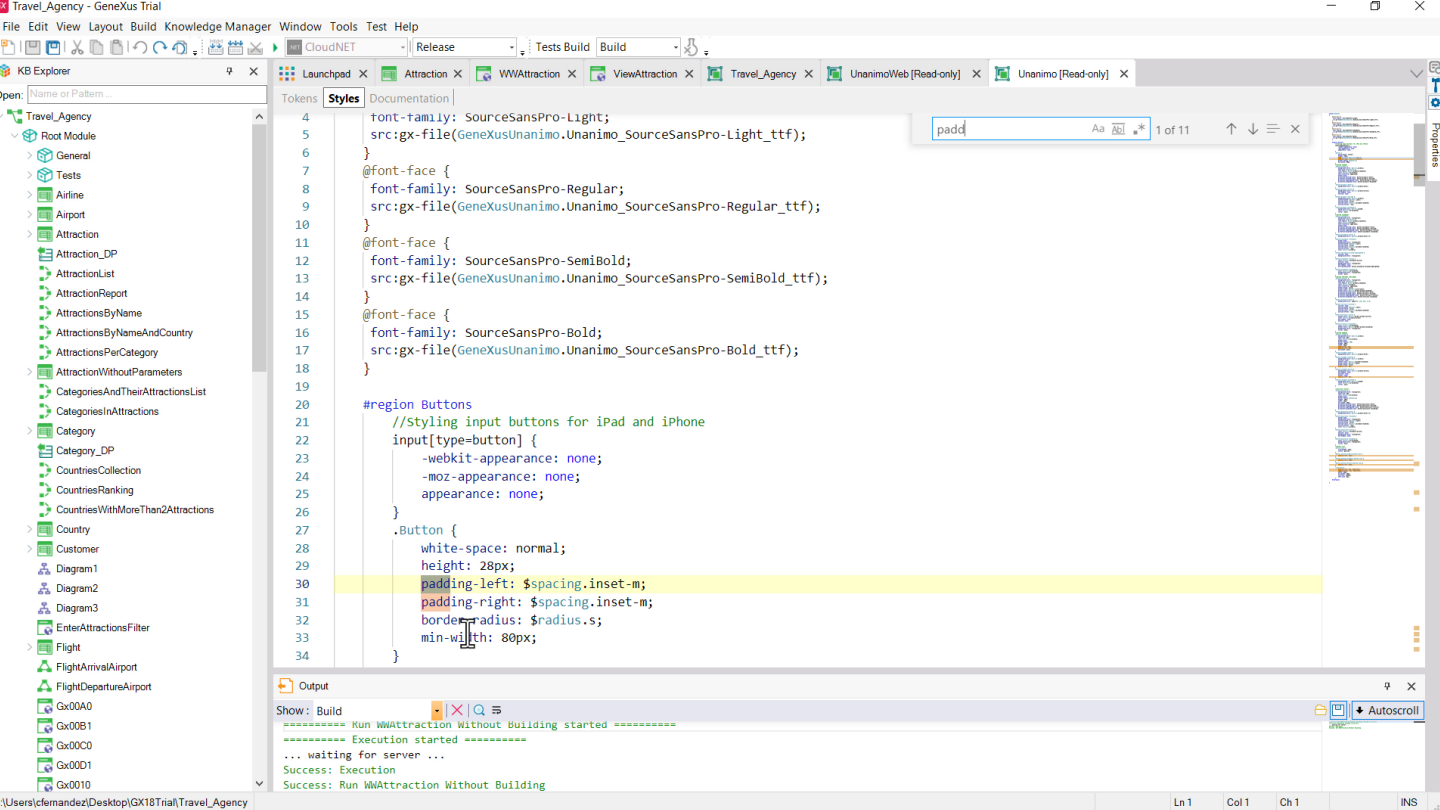 Travel_Agency - GeneXus Trial
File Edit View Layout Build Knowledge Manager Window Tools Test Help
CloudNET Release Tests Build Build
KB Explorer
Open: Name or Pattern ...
Travel_Agency
Root Module
General
Tests
Airline
Airport
Attraction
Attraction_DP
AttractionList
AttractionReport
AttractionsByName
AttractionsByNameAndCountry
AttractionsPerCategory
AttractionWithoutParameters
CategoriesAndTheirAttractionsList
CategoriesInAttractions
Category
Category_DP
CountriesCollection
CountriesRanking
CountriesWithMoreThan2Attractions
Country
Customer
Diagram1
Diagram2
Diagram3
EnterAttractionsFilter
Flight
FlightArrivalAirport
FlightDepartureAirport
Gx00A0
Gx00B1
Gx00C0
Gx00D1
Gx0010
Launchpad Attraction WWAttraction ViewAttraction Travel_Agency UnanimoWeb [Read-only] Unanimo [Read-only]
Tokens Styles Documentation
padd Aa Ab| .* 1 of 11
4 font-family: SourceSansPro-Light;
5 src:gx-file(GeneXusUnanimo.Unanimo_SourceSansPro-Light_ttf);
6 }
7 @font-face {
8 font-family: SourceSansPro-Regular;
9 src:gx-file(GeneXusUnanimo.Unanimo_SourceSansPro-Regular_ttf);
10 }
11 @font-face {
12 font-family: SourceSansPro-SemiBold;
13 src:gx-file(GeneXusUnanimo.Unanimo_SourceSansPro-SemiBold_ttf);
14 }
15 @font-face {
16 font-family: SourceSansPro-Bold;
17 src:gx-file(GeneXusUnanimo.Unanimo_SourceSansPro-Bold_ttf);
18 }
19
20 #region Buttons
21 //Styling input buttons for iPad and iPhone
22 input[type=button] {
23 -webkit-appearance: none;
24 -moz-appearance: none;
25 appearance: none;
26 }
27 .Button {
28 white-space: normal;
29 height: 28px;
30 padding-left: $spacing.inset-m;
31 padding-right: $spacing.inset-m;
32 border-radius: $radius.s;
33 min-width: 80px;
34 }
Properties
Output
Show: Build Autoscroll
========== Run WWAttraction Without Building started ==========
========== Execution started ==========
... waiting for server ...
Success: Execution
Success: Run WWAttraction Without Building
:\Users\cfernandez\Desktop\GX18Trial\Travel_Agency Ln 1 Col 1 Ch 1 INS